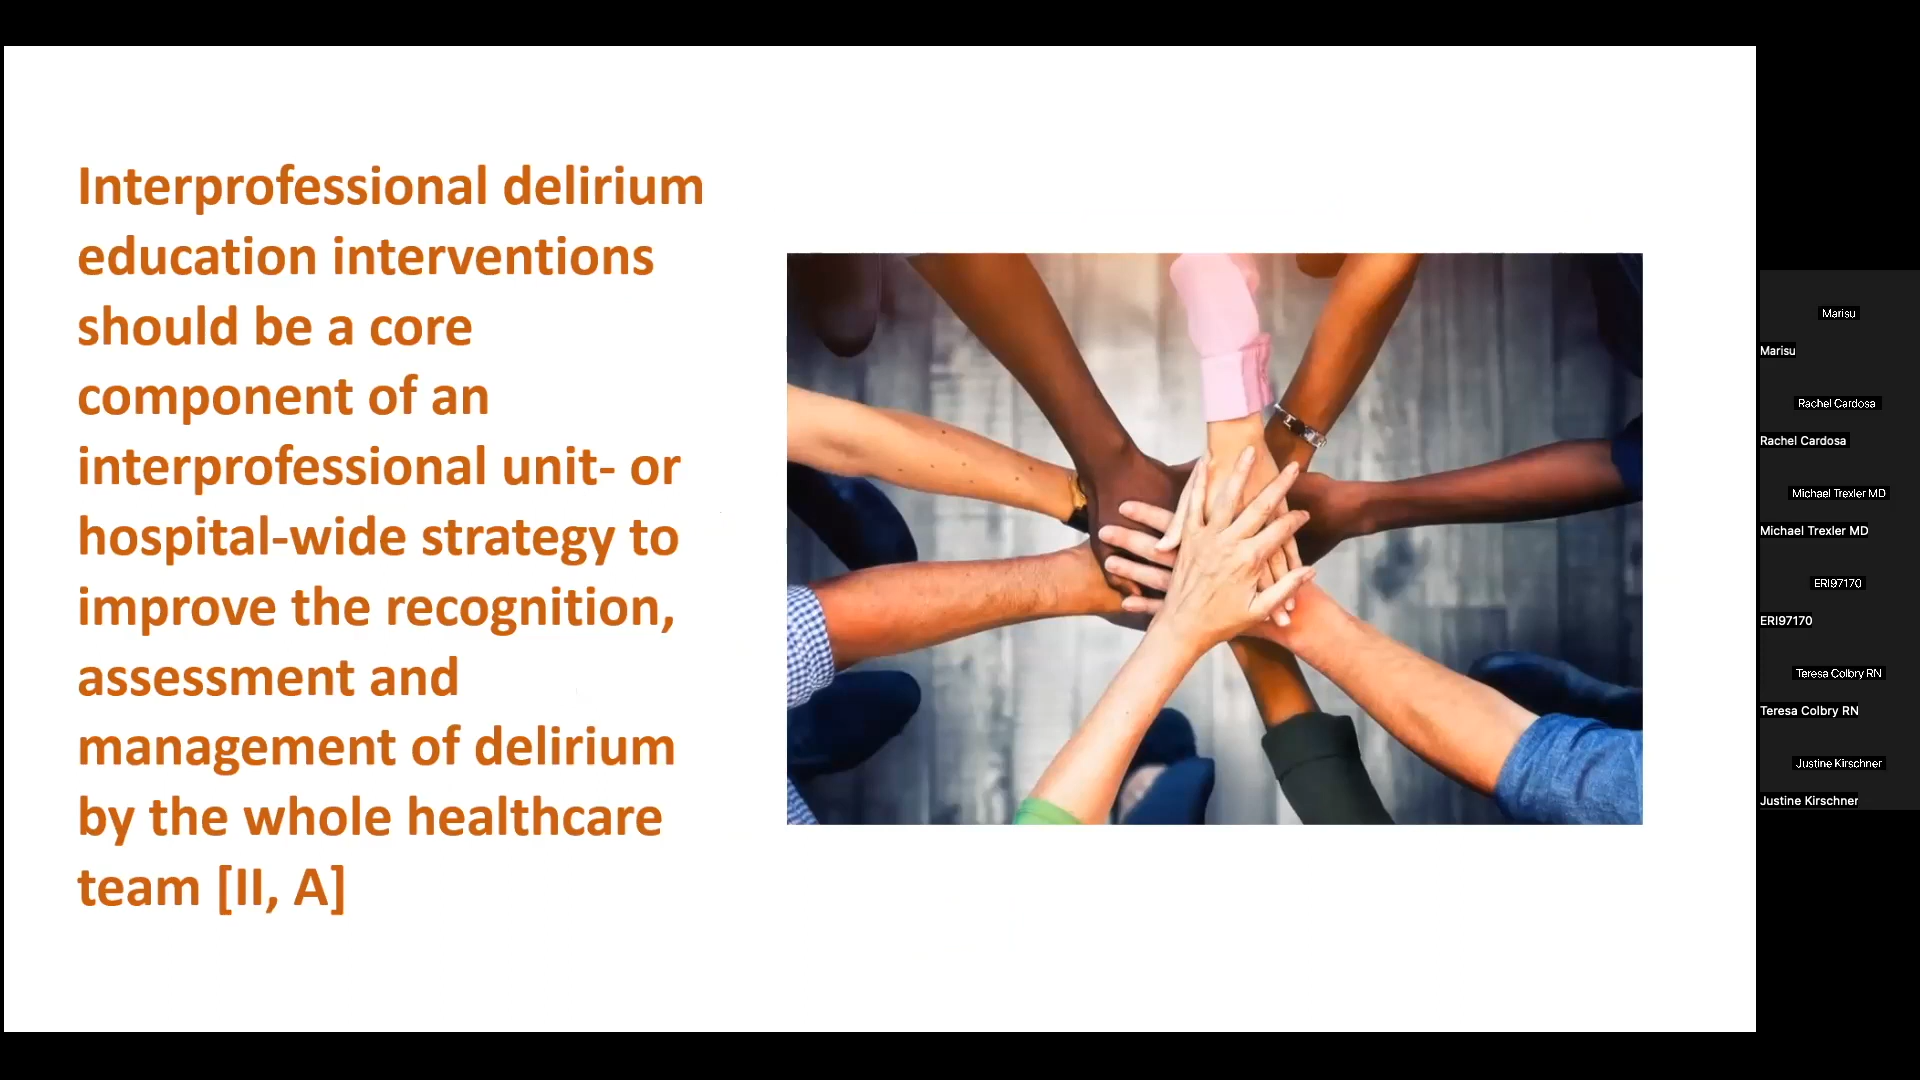 Interprofessional delirium
education interventions
should be a core
component of an
interprofessional unit- or
hospital-wide strategy to
improve the recognition,
assessment and
management of delirium
by the whole healthcare
team [II, A]
Marisu
Marisu
Rachel Cardosa
Rachel Cardosa
Michael Trexler MD
Michael Trexler MD
ERI97170
ERI97170
Teresa Colbry RN
Teresa Colbry RN
Justine Kirschner
Justine Kirschner